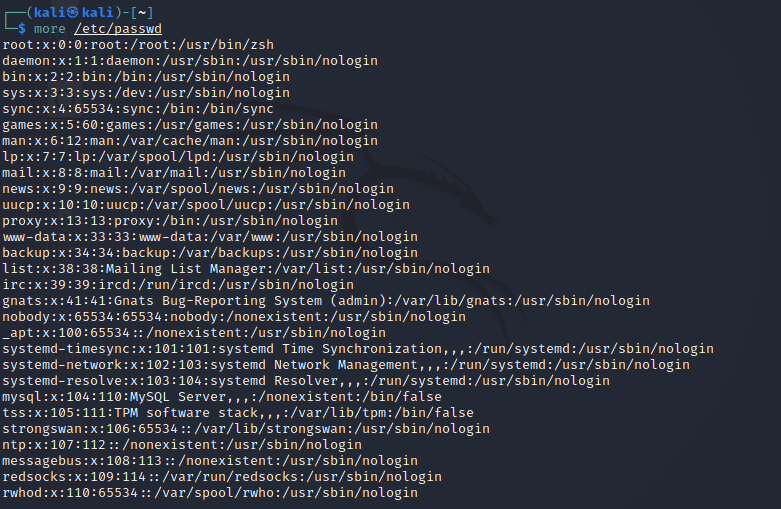 ┌──(kali㉿kali)-[~]
└─$ more /etc/passwd
root:x:0:0:root:/root:/usr/bin/zsh
daemon:x:1:1:daemon:/usr/sbin:/usr/sbin/nologin
bin:x:2:2:bin:/bin:/usr/sbin/nologin
sys:x:3:3:sys:/dev:/usr/sbin/nologin
sync:x:4:65534:sync:/bin:/bin/sync
games:x:5:60:games:/usr/games:/usr/sbin/nologin
man:x:6:12:man:/var/cache/man:/usr/sbin/nologin
lp:x:7:7:lp:/var/spool/lpd:/usr/sbin/nologin
mail:x:8:8:mail:/var/mail:/usr/sbin/nologin
news:x:9:9:news:/var/spool/news:/usr/sbin/nologin
uucp:x:10:10:uucp:/var/spool/uucp:/usr/sbin/nologin
proxy:x:13:13:proxy:/bin:/usr/sbin/nologin
www-data:x:33:33:www-data:/var/www:/usr/sbin/nologin
backup:x:34:34:backup:/var/backups:/usr/sbin/nologin
list:x:38:38:Mailing List Manager:/var/list:/usr/sbin/nologin
irc:x:39:39:ircd:/run/ircd:/usr/sbin/nologin
gnats:x:41:41:Gnats Bug-Reporting System (admin):/var/lib/gnats:/usr/sbin/nologin
nobody:x:65534:65534:nobody:/nonexistent:/usr/sbin/nologin
_apt:x:100:65534::/nonexistent:/usr/sbin/nologin
systemd-timesync:x:101:101:systemd Time Synchronization,,,:/run/systemd:/usr/sbin/nologin
systemd-network:x:102:103:systemd Network Management,,,:/run/systemd:/usr/sbin/nologin
systemd-resolve:x:103:104:systemd Resolver,,,:/run/systemd:/usr/sbin/nologin
mysql:x:104:110:MySQL Server,,,:/nonexistent:/bin/false
tss:x:105:111:TPM software stack,,,:/var/lib/tpm:/bin/false
strongswan:x:106:65534::/var/lib/strongswan:/usr/sbin/nologin
ntp:x:107:112::/nonexistent:/usr/sbin/nologin
messagebus:x:108:113::/nonexistent:/usr/sbin/nologin
redsocks:x:109:114::/var/run/redsocks:/usr/sbin/nologin
rwhod:x:110:65534::/var/spool/rwho:/usr/sbin/nologin